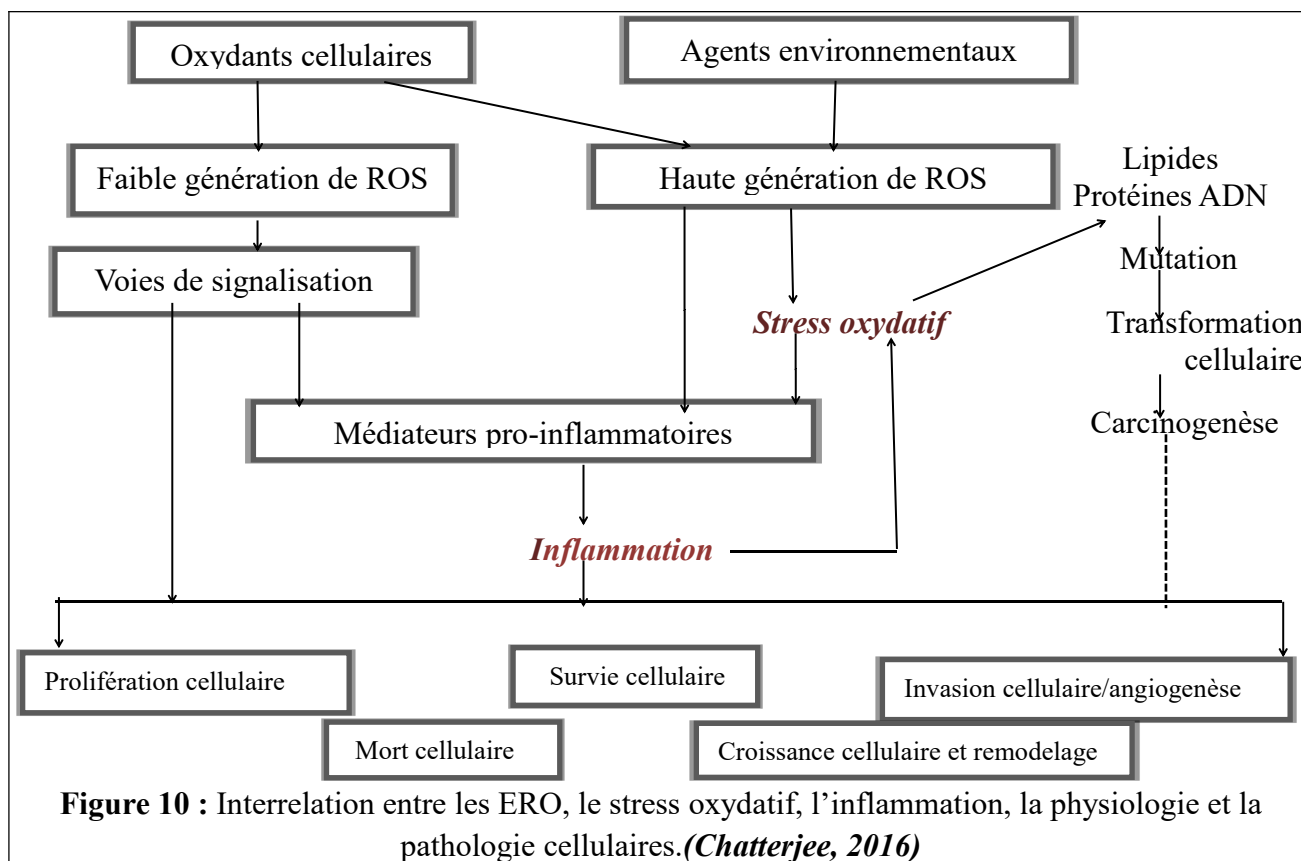 Oxydants cellulaires
Agents environnementaux
Faible génération de ROS
Haute génération de ROS
Lipides
Protéines ADN
Voies de signalisation
Mutation
Stress oxydatif
Transformation
cellulaire
Médiateurs pro-inflammatoires
Carcinogenèse
Inflammation
Prolifération cellulaire
Survie cellulaire
Invasion cellulaire/angiogenèse
Mort cellulaire
Croissance cellulaire et remodelage
Figure 10 : Interrelation entre les ERO, le stress oxydatif, l’inflammation, la physiologie et la
pathologie cellulaires.(Chatterjee, 2016)